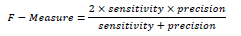 F − Measure = 2 × sensitivity × precision / sensitivity + precision